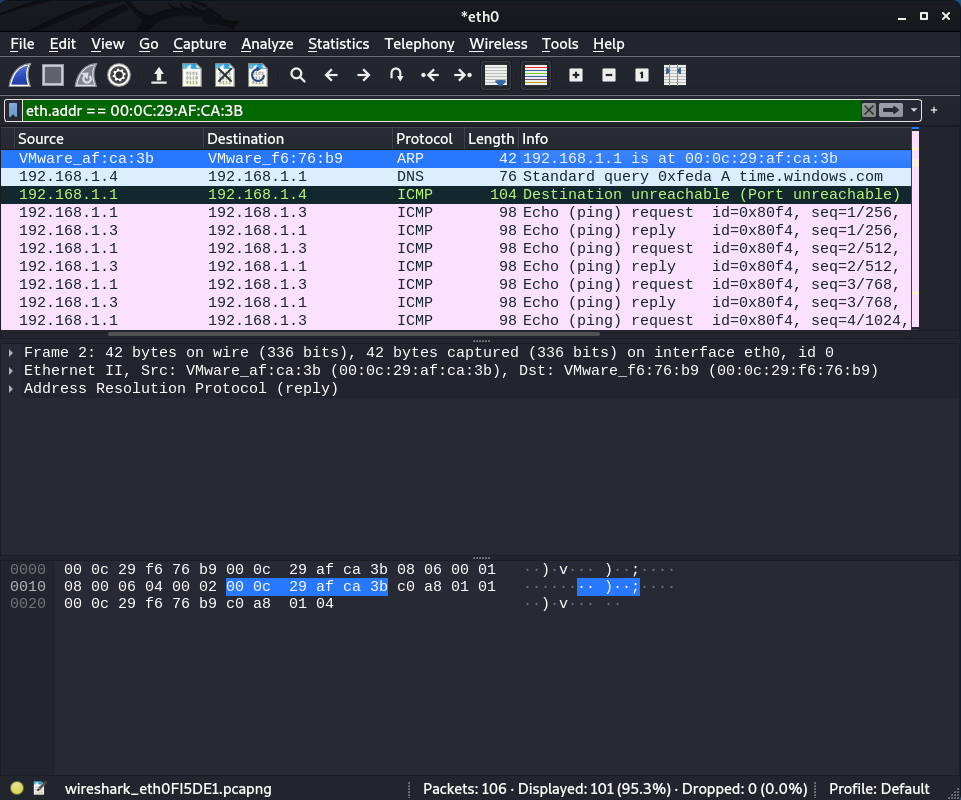 *eth0
File Edit View Go Capture Analyze Statistics Telephony Wireless Tools Help
eth.addr == 00:0C:29:AF:CA:3B
Source Destination Protocol Length Info
VMware_af:ca:3b VMware_f6:76:b9 ARP 42 192.168.1.1 is at 00:0c:29:af:ca:3b
192.168.1.4 192.168.1.1 DNS 76 Standard query 0xfeda A time.windows.com
192.168.1.1 192.168.1.4 ICMP 104 Destination unreachable (Port unreachable)
192.168.1.1 192.168.1.3 ICMP 98 Echo (ping) request id=0x80f4, seq=1/256,
192.168.1.3 192.168.1.1 ICMP 98 Echo (ping) reply id=0x80f4, seq=1/256,
192.168.1.1 192.168.1.3 ICMP 98 Echo (ping) request id=0x80f4, seq=2/512,
192.168.1.3 192.168.1.1 ICMP 98 Echo (ping) reply id=0x80f4, seq=2/512,
192.168.1.1 192.168.1.3 ICMP 98 Echo (ping) request id=0x80f4, seq=3/768,
192.168.1.3 192.168.1.1 ICMP 98 Echo (ping) reply id=0x80f4, seq=3/768,
192.168.1.1 192.168.1.3 ICMP 98 Echo (ping) request id=0x80f4, seq=4/1024,
Frame 2: 42 bytes on wire (336 bits), 42 bytes captured (336 bits) on interface eth0, id 0
Ethernet II, Src: VMware_af:ca:3b (00:0c:29:af:ca:3b), Dst: VMware_f6:76:b9 (00:0c:29:f6:76:b9)
Address Resolution Protocol (reply)
0000 00 0c 29 f6 76 b9 00 0c 29 af ca 3b 08 06 00 01 ··)·v··· )··;····
0010 08 00 06 04 00 02 00 0c 29 af ca 3b c0 a8 01 01 ········ )··;····
0020 00 0c 29 f6 76 b9 c0 a8 01 04 ··)·v··· ··
wireshark_eth0FI5DE1.pcapng Packets: 106 · Displayed: 101 (95.3%) · Dropped: 0 (0.0%) Profile: Default